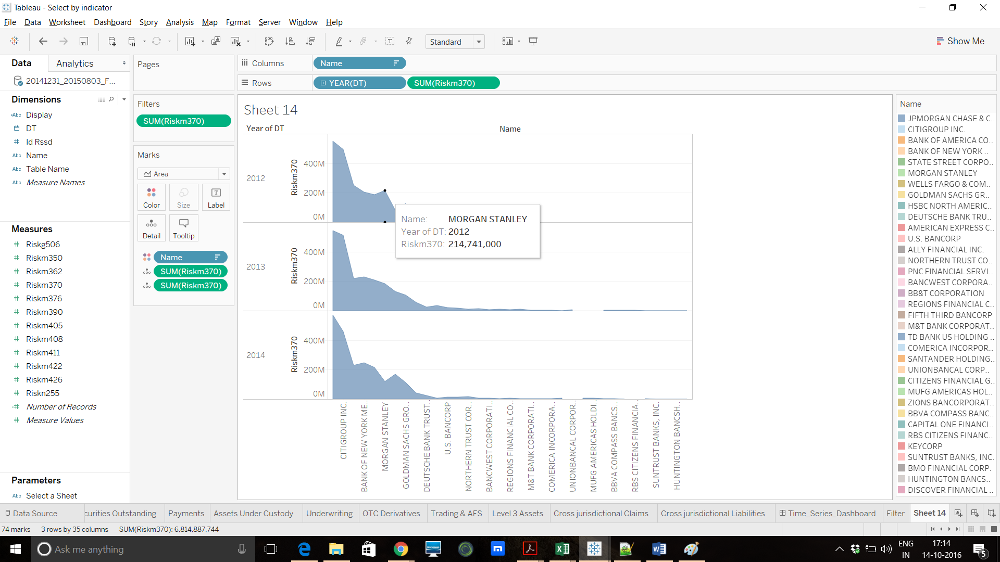 Tableau - Select by indicator
File Data Worksheet Dashboard Story Analysis Map Format Server Window Help
Standard
Show Me
Data Analytics
20141231_20150803_F...
Dimensions
Abc Display
DT
Id Rssd
Abc Name
Abc Table Name
Abc Measure Names
Measures
Riskg506
Riskm350
Riskm362
Riskm370
Riskm376
Riskm390
Riskm405
Riskm408
Riskm411
Riskm422
Riskm426
Riskn255
Number of Records
Measure Values
Parameters
Abc Select a Sheet
Pages
Filters
SUM(Riskm370)
Marks
Area
Color Size Label
Detail Tooltip
Name
SUM(Riskm370)
SUM(Riskm370)
Columns Name
Rows YEAR(DT) SUM(Riskm370)
Sheet 14
Year of DT Name
2012 Riskm370 400M 200M 0M
2013 Riskm370 400M 200M 0M
2014 Riskm370 400M 200M 0M
Name: MORGAN STANLEY
Year of DT: 2012
Riskm370: 214,741,000
CITIGROUP INC.
BANK OF NEW YORK ME..
MORGAN STANLEY
GOLDMAN SACHS GRO..
DEUTSCHE BANK TRUST..
U.S. BANCORP
NORTHERN TRUST COR..
BANCWEST CORPORATI..
REGIONS FINANCIAL CO..
M&T BANK CORPORATI..
COMERICA INCORPORA..
UNIONBANCAL CORPOR..
MUFG AMERICAS HOLDI..
BBVA COMPASS BANCS..
RBS CITIZENS FINANCIA..
SUNTRUST BANKS, INC.
HUNTINGTON BANCSH..
Name
JPMORGAN CHASE & C..
CITIGROUP INC.
BANK OF AMERICA CO..
BANK OF NEW YORK ..
STATE STREET CORPO..
MORGAN STANLEY
WELLS FARGO & COM..
GOLDMAN SACHS GR..
HSBC NORTH AMERIC..
DEUTSCHE BANK TRU..
AMERICAN EXPRESS C..
U.S. BANCORP
ALLY FINANCIAL INC.
NORTHERN TRUST CO..
PNC FINANCIAL SERVI..
BANCWEST CORPORA..
BB&T CORPORATION
REGIONS FINANCIAL C..
FIFTH THIRD BANCORP
M&T BANK CORPORAT..
TD BANK US HOLDING ..
COMERICA INCORPOR..
SANTANDER HOLDING..
UNIONBANCAL CORP..
CITIZENS FINANCIAL G..
MUFG AMERICAS HOL..
ZIONS BANCORPORAT..
BBVA COMPASS BANC..
CAPITAL ONE FINANCI..
RBS CITIZENS FINANC..
KEYCORP
SUNTRUST BANKS, INC.
BMO FINANCIAL CORP.
HUNTINGTON BANCS..
DISCOVER FINANCIAL ..
Data Source curities Outstanding Payments Assets Under Custody Underwriting OTC Derivatives Trading & AFS Level 3 Assets Cross jurisdictional Claims Cross jurisdictional Liabilities Time_Series_Dashboard Filter Sheet 14
74 marks 3 rows by 35 columns SUM(Riskm370): 6,814,887,744
Ask me anything
ENG 17:14
IN 14-10-2016 5